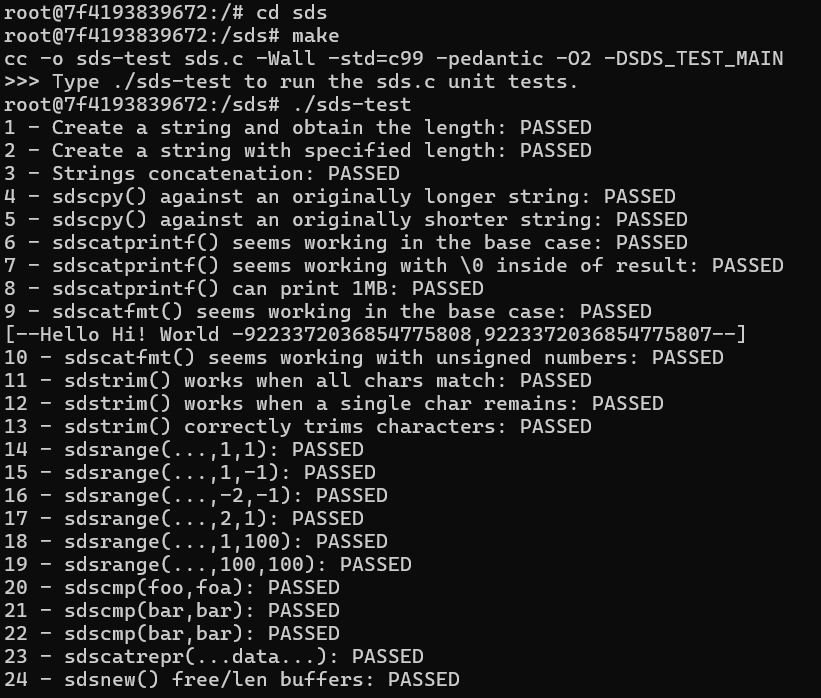 root@7f4193839672:/# cd sds
root@7f4193839672:/sds# make
cc -o sds-test sds.c -Wall -std=c99 -pedantic -O2 -DSDS_TEST_MAIN
>>> Type ./sds-test to run the sds.c unit tests.
root@7f4193839672:/sds# ./sds-test
1 - Create a string and obtain the length: PASSED
2 - Create a string with specified length: PASSED
3 - Strings concatenation: PASSED
4 - sdscpy() against an originally longer string: PASSED
5 - sdscpy() against an originally shorter string: PASSED
6 - sdscatprintf() seems working in the base case: PASSED
7 - sdscatprintf() seems working with \0 inside of result: PASSED
8 - sdscatprintf() can print 1MB: PASSED
9 - sdscatfmt() seems working in the base case: PASSED
[--Hello Hi! World -9223372036854775808,9223372036854775807--]
10 - sdscatfmt() seems working with unsigned numbers: PASSED
11 - sdstrim() works when all chars match: PASSED
12 - sdstrim() works when a single char remains: PASSED
13 - sdstrim() correctly trims characters: PASSED
14 - sdsrange(...,1,1): PASSED
15 - sdsrange(...,1,-1): PASSED
16 - sdsrange(...,-2,-1): PASSED
17 - sdsrange(...,2,1): PASSED
18 - sdsrange(...,1,100): PASSED
19 - sdsrange(...,100,100): PASSED
20 - sdscmp(foo,foa): PASSED
21 - sdscmp(bar,bar): PASSED
22 - sdscmp(bar,bar): PASSED
23 - sdscatrepr(...data...): PASSED
24 - sdsnew() free/len buffers: PASSED